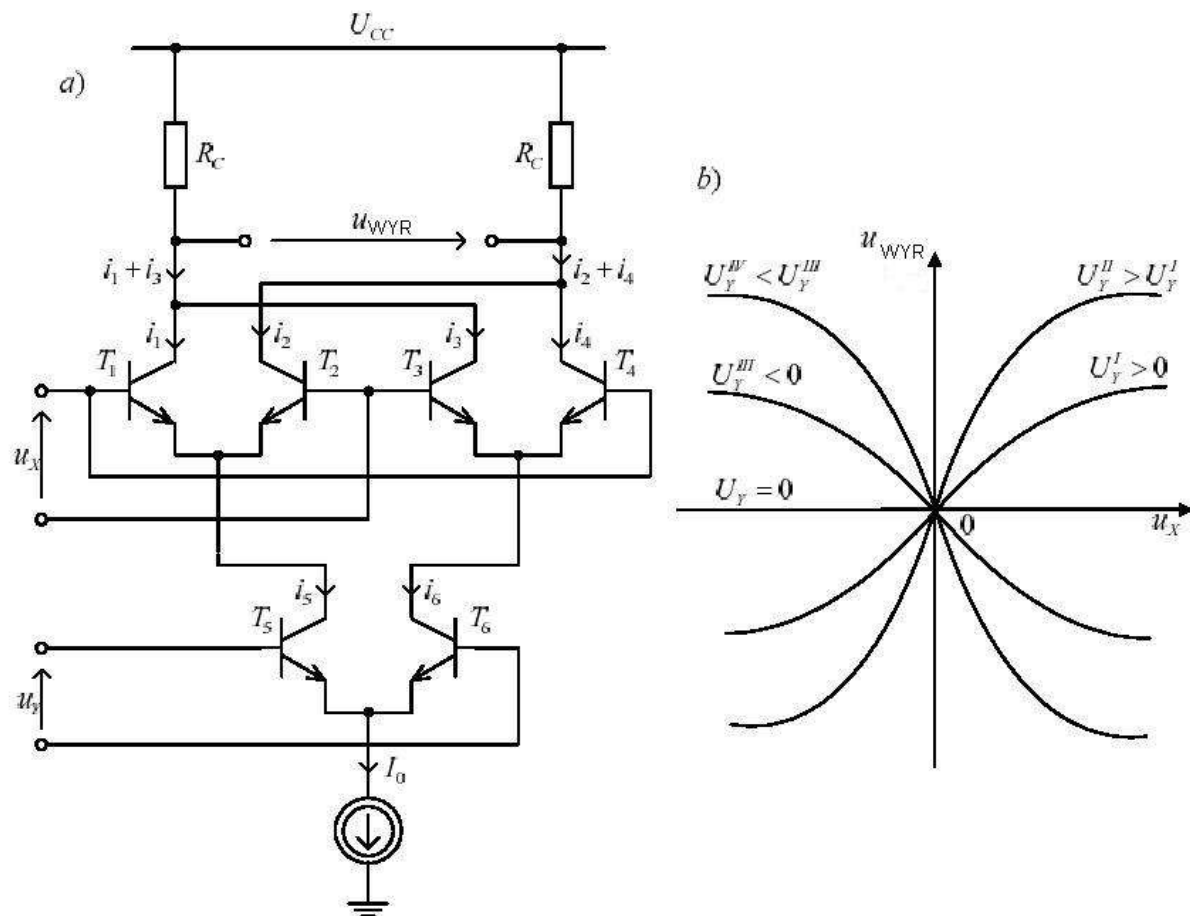 U_CC
a)
R_C
R_C
u_WYR
i_1 + i_3
i_2 + i_4
i_1
i_2
i_3
i_4
T_1
T_2
T_3
T_4
u_X
i_5
i_6
T_5
T_6
u_Y
I_0
b)
u_WYR
U_Y^IV < U_Y^III
U_Y^II > U_Y^I
U_Y^III < 0
U_Y^I > 0
U_Y = 0
0
u_X